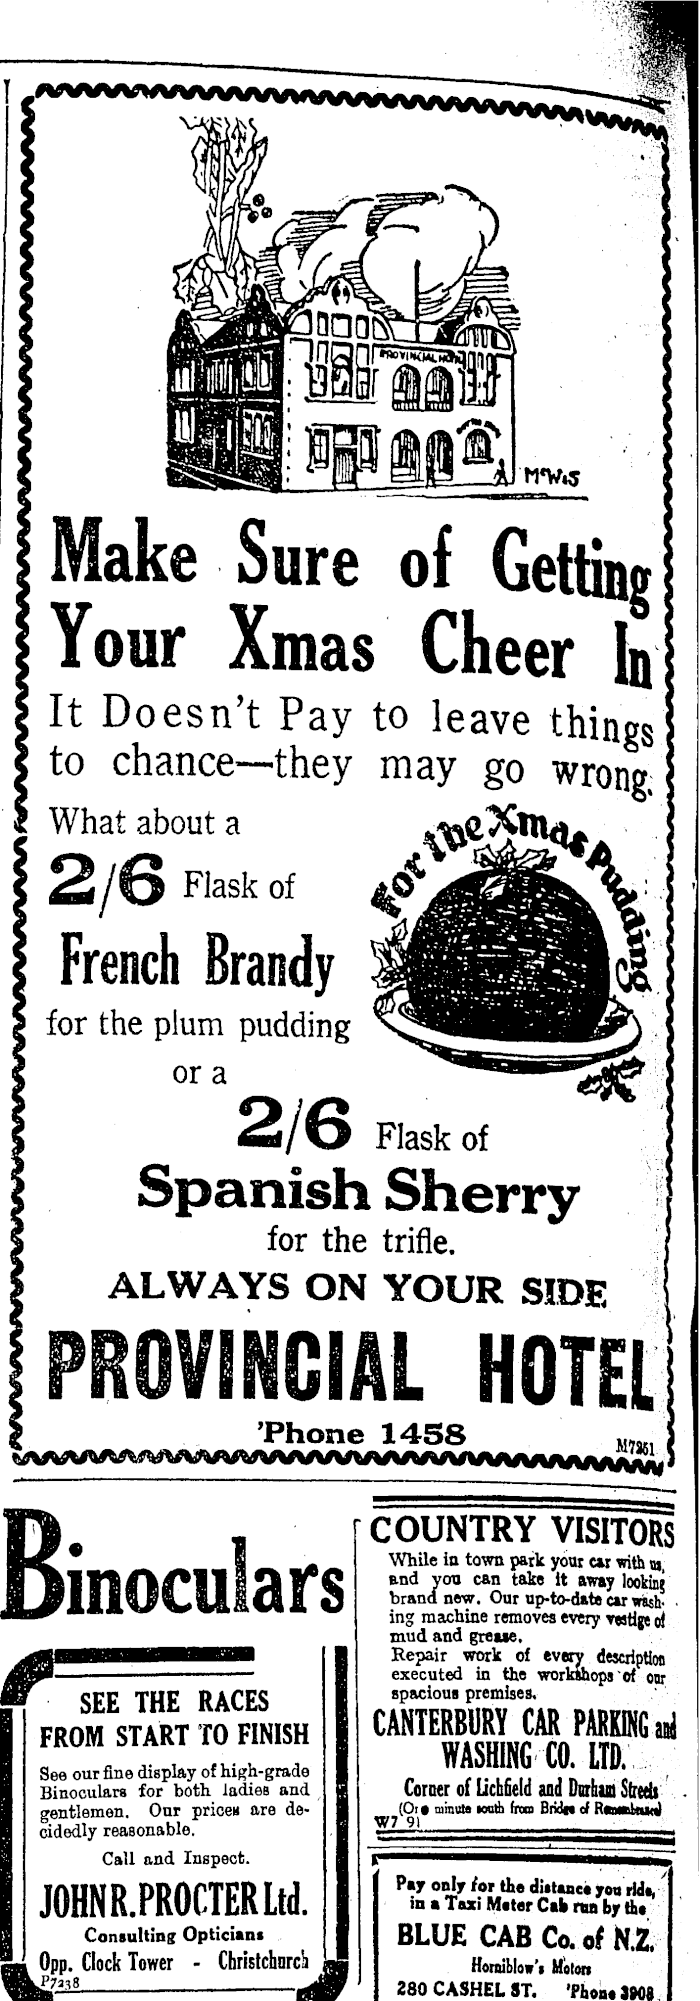 PROVINCIAL HOTEL
McW.S
Make Sure of Getting
Your Xmas Cheer In
It Doesn't Pay to leave things
to chance—they may go wrong.
What about a
2/6 Flask of
French Brandy
for the plum pudding
For the Xmas Pudding
or a
2/6 Flask of
Spanish Sherry
for the trifle.
ALWAYS ON YOUR SIDE
PROVINCIAL HOTEL
'Phone 1458
M7251
Binoculars
SEE THE RACES
FROM START TO FINISH
See our fine display of high-grade
Binoculars for both ladies and
gentlemen. Our prices are de-
cidedly reasonable.
Call and Inspect.
JOHN R. PROCTER Ltd.
Consulting Opticians
Opp. Clock Tower - Christchurch
P7238
COUNTRY VISITORS
While in town park your car with us,
and you can take it away looking
brand new. Our up-to-date car wash-
ing machine removes every vestige of
mud and grease.
Repair work of every description
executed in the workshops of our
spacious premises.
CANTERBURY CAR PARKING and
WASHING CO. LTD.
Corner of Lichfield and Durham Streets
(One minute south from Bridge of Remembrance)
W7 91
Pay only for the distance you ride,
in a Taxi Meter Cab run by the
BLUE CAB Co. of N.Z.
Horniblow's Motors
280 CASHEL ST. 'Phone 3908